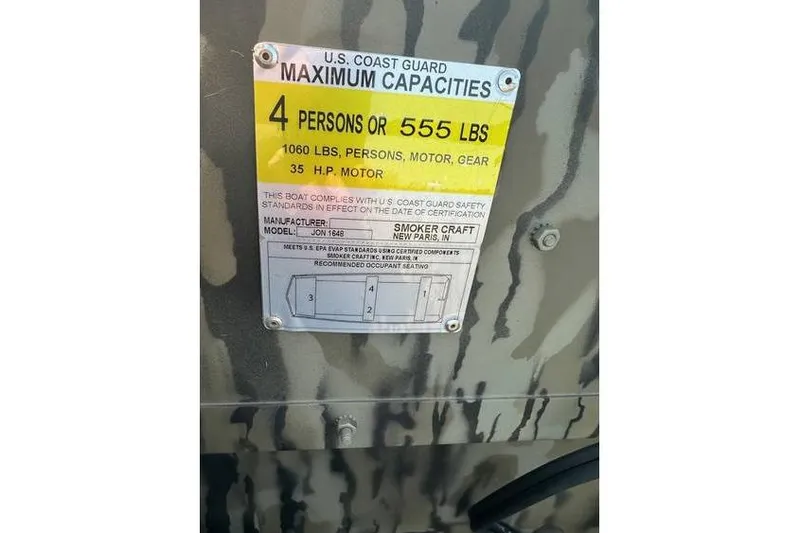 U.S. COAST GUARD
MAXIMUM CAPACITIES
4 PERSONS OR 555 LBS
1060 LBS, PERSONS, MOTOR, GEAR
35 H.P. MOTOR
THIS BOAT COMPLIES WITH U.S. COAST GUARD SAFETY
STANDARDS IN EFFECT ON THE DATE OF CERTIFICATION
MANUFACTURER: SMOKER CRAFT
MODEL: JON 1648 NEW PARIS, IN
MEETS U.S. EPA EVAP STANDARDS USING CERTIFIED COMPONENTS
SMOKER CRAFT INC, NEW PARIS, IN
RECOMMENDED OCCUPANT SEATING
3 4 1
2